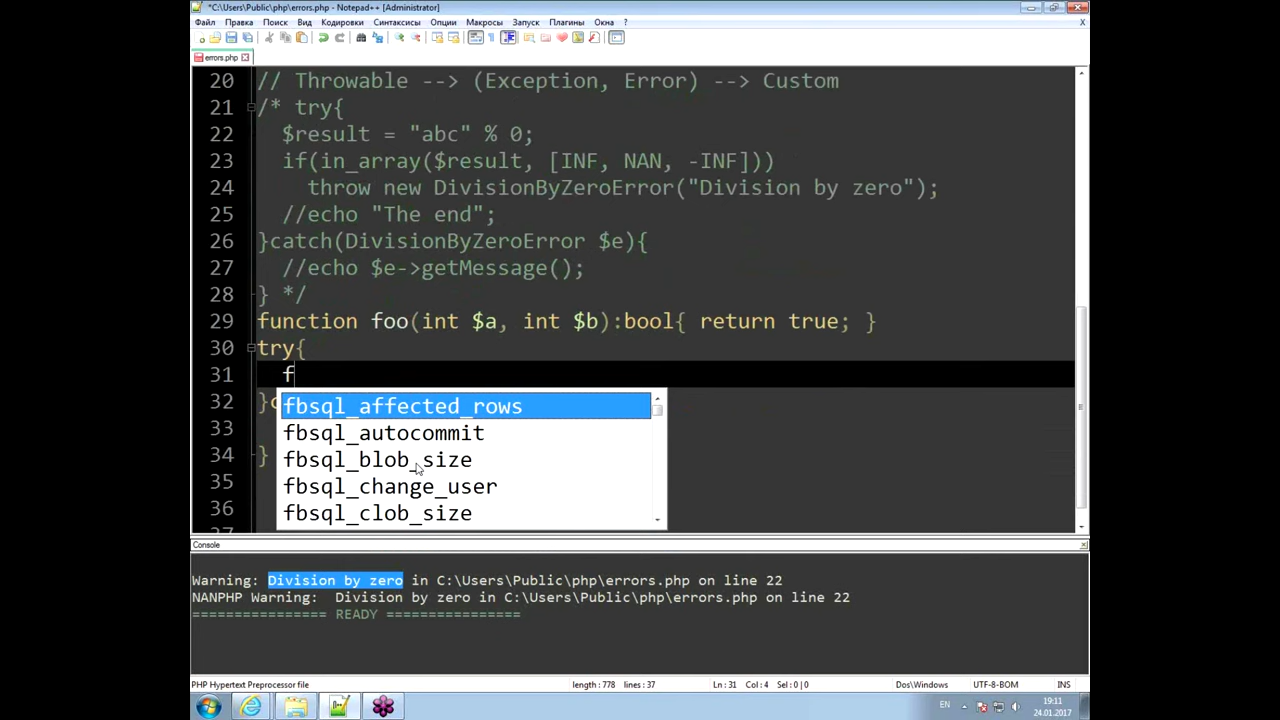 *C:\Users\Public\php\errors.php - Notepad++ [Administrator]
Файл Правка Поиск Вид Кодировки Синтаксисы Опции Макросы Запуск Плагины Окна ? X
errors.php
20 // Throwable --> (Exception, Error) --> Custom
21 /* try{
22 $result = "abc" % 0;
23 if(in_array($result, [INF, NAN, -INF]))
24 throw new DivisionByZeroError("Division by zero");
25 //echo "The end";
26 }catch(DivisionByZeroError $e){
27 //echo $e->getMessage();
28 } */
29 function foo(int $a, int $b):bool{ return true; }
30 try{
31 f
32 }c
fbsql_affected_rows
33
fbsql_autocommit
34 }
fbsql_blob_size
35
fbsql_change_user
36
fbsql_clob_size
37
Console
Warning: Division by zero in C:\Users\Public\php\errors.php on line 22
NANPHP Warning: Division by zero in C:\Users\Public\php\errors.php on line 22
================ READY ================
PHP Hypertext Preprocessor file length : 778 lines : 37 Ln : 31 Col : 4 Sel : 0 | 0 Dos\Windows UTF-8-BOM INS
EN 19:11
24.01.2017